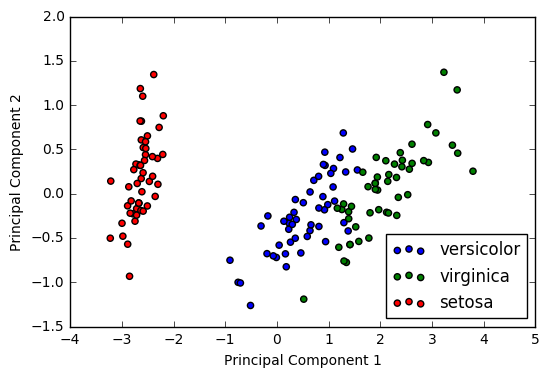 2.0
1.5
1.0
0.5
0.0
−0.5
−1.0
−1.5
Principal Component 2
−4 −3 −2 −1 0 1 2 3 4 5
Principal Component 1
versicolor
virginica
setosa